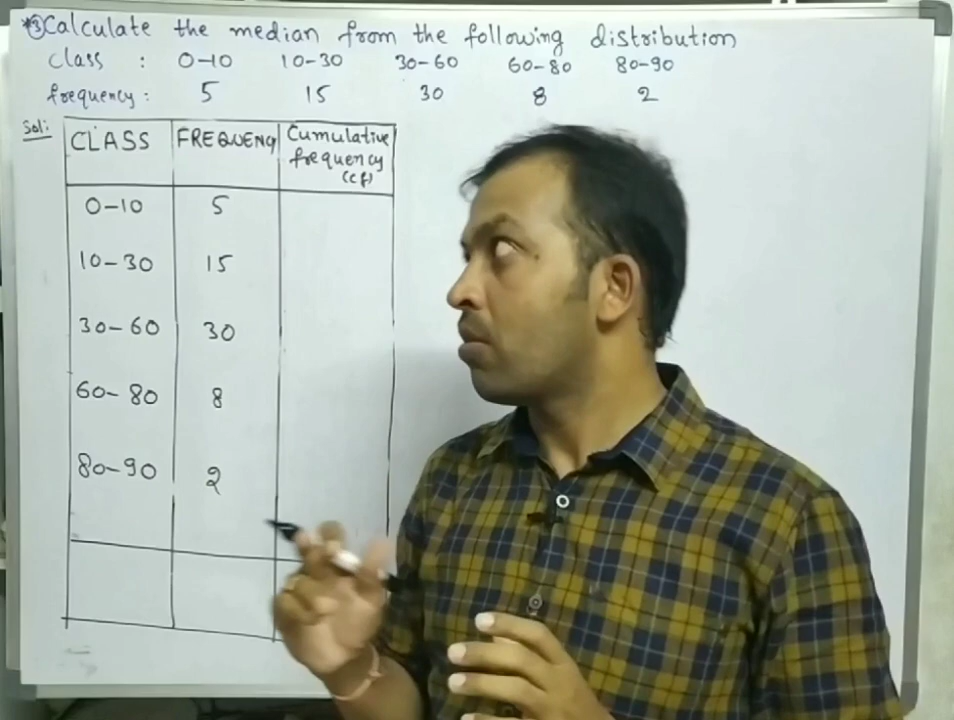 *③Calculate the median from the following distribution
class : 0-10 10-30 30-60 60-80 80-90
frequency: 5 15 30 8 2
Sol:
CLASS FREQUENCY Cumulative frequency (cf)
0-10 5
10-30 15
30-60 30
60-80 8
80-90 2